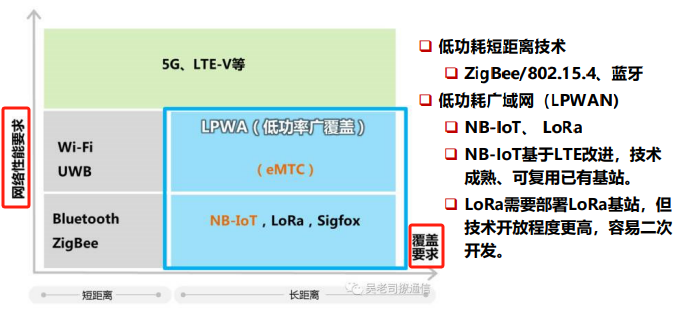 5G、LTE-V等
网络性能要求
Wi-Fi
UWB
LPWA（低功率广覆盖）
（eMTC）
Bluetooth
ZigBee
NB-IoT，LoRa，Sigfox
覆盖
要求
短距离
长距离
吴老司撩通信
低功耗短距离技术
ZigBee/802.15.4、蓝牙
低功耗广域网（LPWAN)
NB-IoT、 LoRa
NB-IoT基于LTE改进，技术
成熟、可复用已有基站。
LoRa需要部署LoRa基站，但
技术开放程度更高，容易二次
开发。